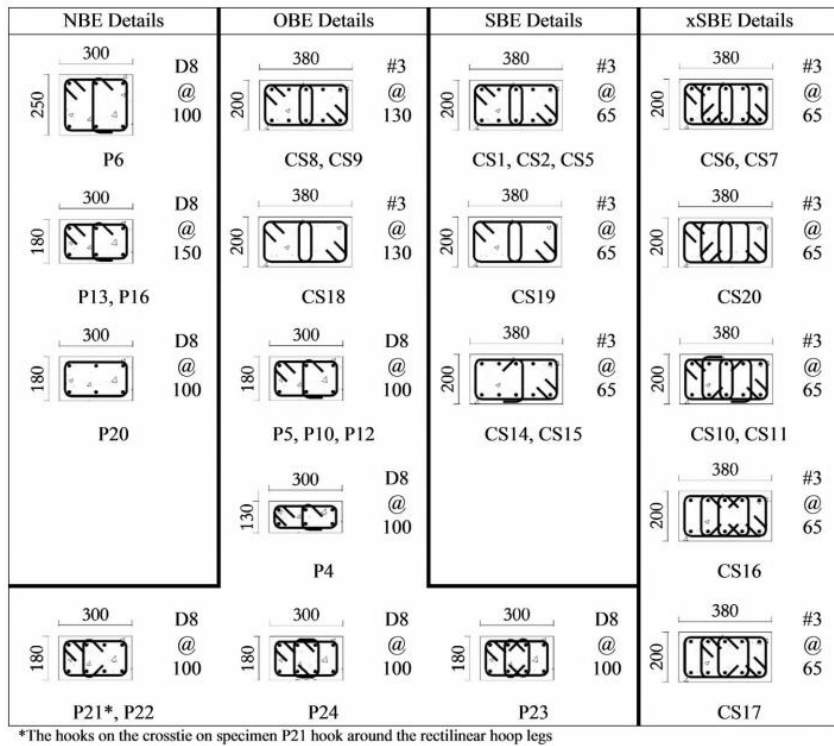 NBE Details OBE Details SBE Details xSBE Details
300 D8 @ 100 250
P6
380 #3 @ 130 200
CS8, CS9
380 #3 @ 65 200
CS1, CS2, CS5
380 #3 @ 65 200
CS6, CS7
300 D8 @ 150 180
P13, P16
380 #3 @ 130 200
CS18
380 #3 @ 65 200
CS19
380 #3 @ 65 200
CS20
300 D8 @ 100 180
P20
300 D8 @ 100 180
P5, P10, P12
380 #3 @ 65 200
CS14, CS15
380 #3 @ 65 200
CS10, CS11
300 D8 @ 100 130
P4
380 #3 @ 65 200
CS16
300 D8 @ 100 180
P21*, P22
300 D8 @ 100 180
P24
300 D8 @ 100 180
P23
380 #3 @ 65 200
CS17
*The hooks on the crosstie on specimen P21 hook around the rectilinear hoop legs